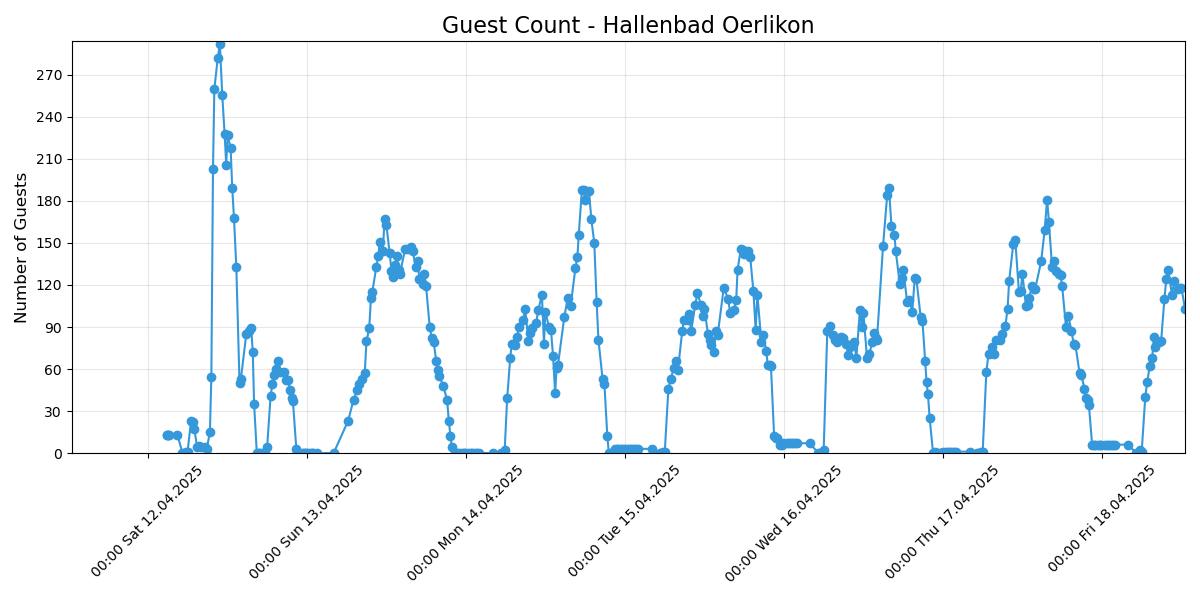 Guest Count - Hallenbad Oerlikon
Number of Guests
270
240
210
180
150
120
90
60
30
0
00:00 Sat 12.04.2025
00:00 Sun 13.04.2025
00:00 Mon 14.04.2025
00:00 Tue 15.04.2025
00:00 Wed 16.04.2025
00:00 Thu 17.04.2025
00:00 Fri 18.04.2025